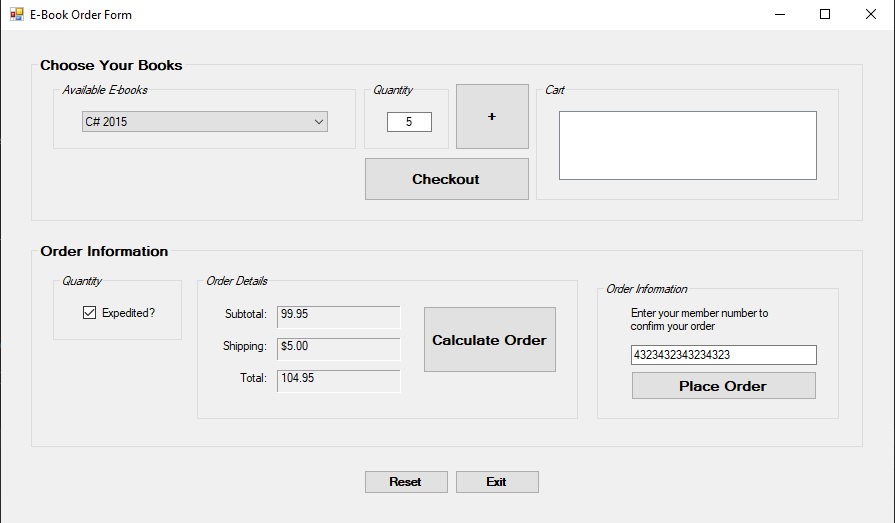 E-Book Order Form
Choose Your Books
Available E-books
C# 2015
Quantity
5
+
Checkout
Cart
Order Information
Quantity
Expedited?
Order Details
Subtotal: 99.95
Shipping: $5.00
Total: 104.95
Calculate Order
Order Information
Enter your member number to
confirm your order
4323432343234323
Place Order
Reset
Exit